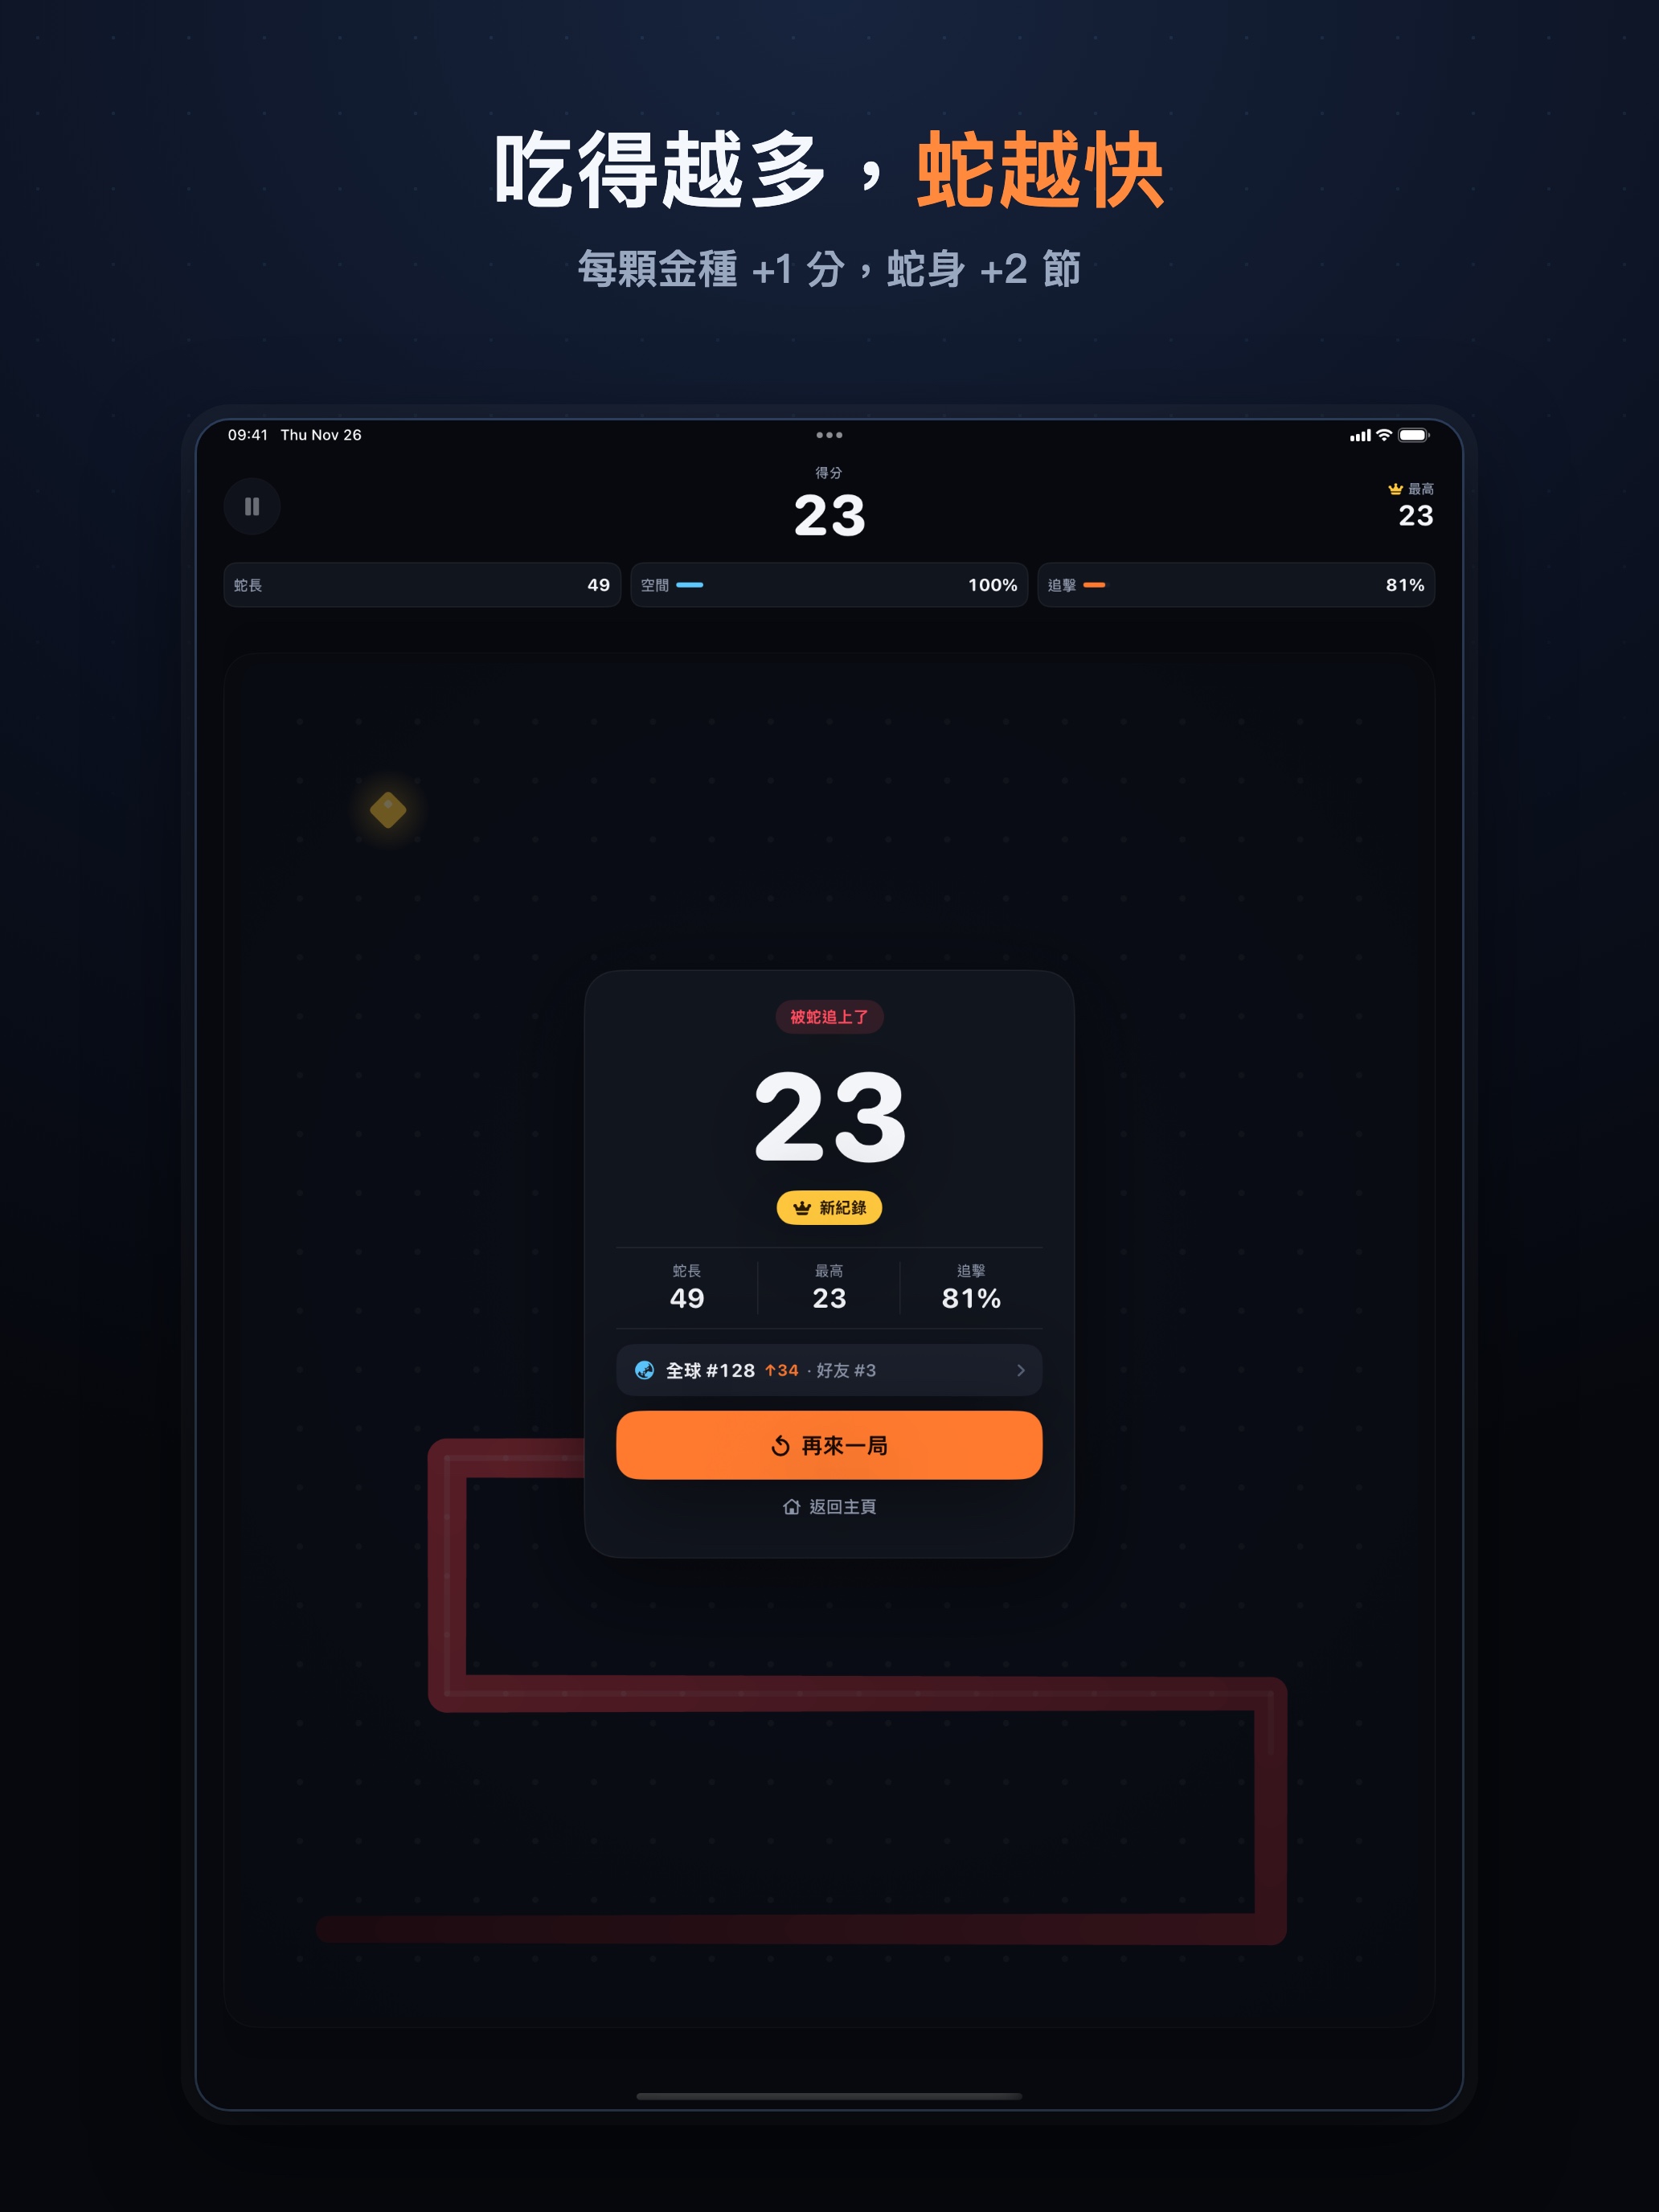 吃得越多，蛇越快
每顆金種 +1 分，蛇身 +2 節
09:41 Thu Nov 26
得分
23
最高
23
蛇長 49
空間 100%
追擊 81%
被蛇追上了
23
新紀錄
蛇長 最高 追擊
49 23 81%
全球 #128 ↑34 · 好友 #3
再來一局
返回主頁